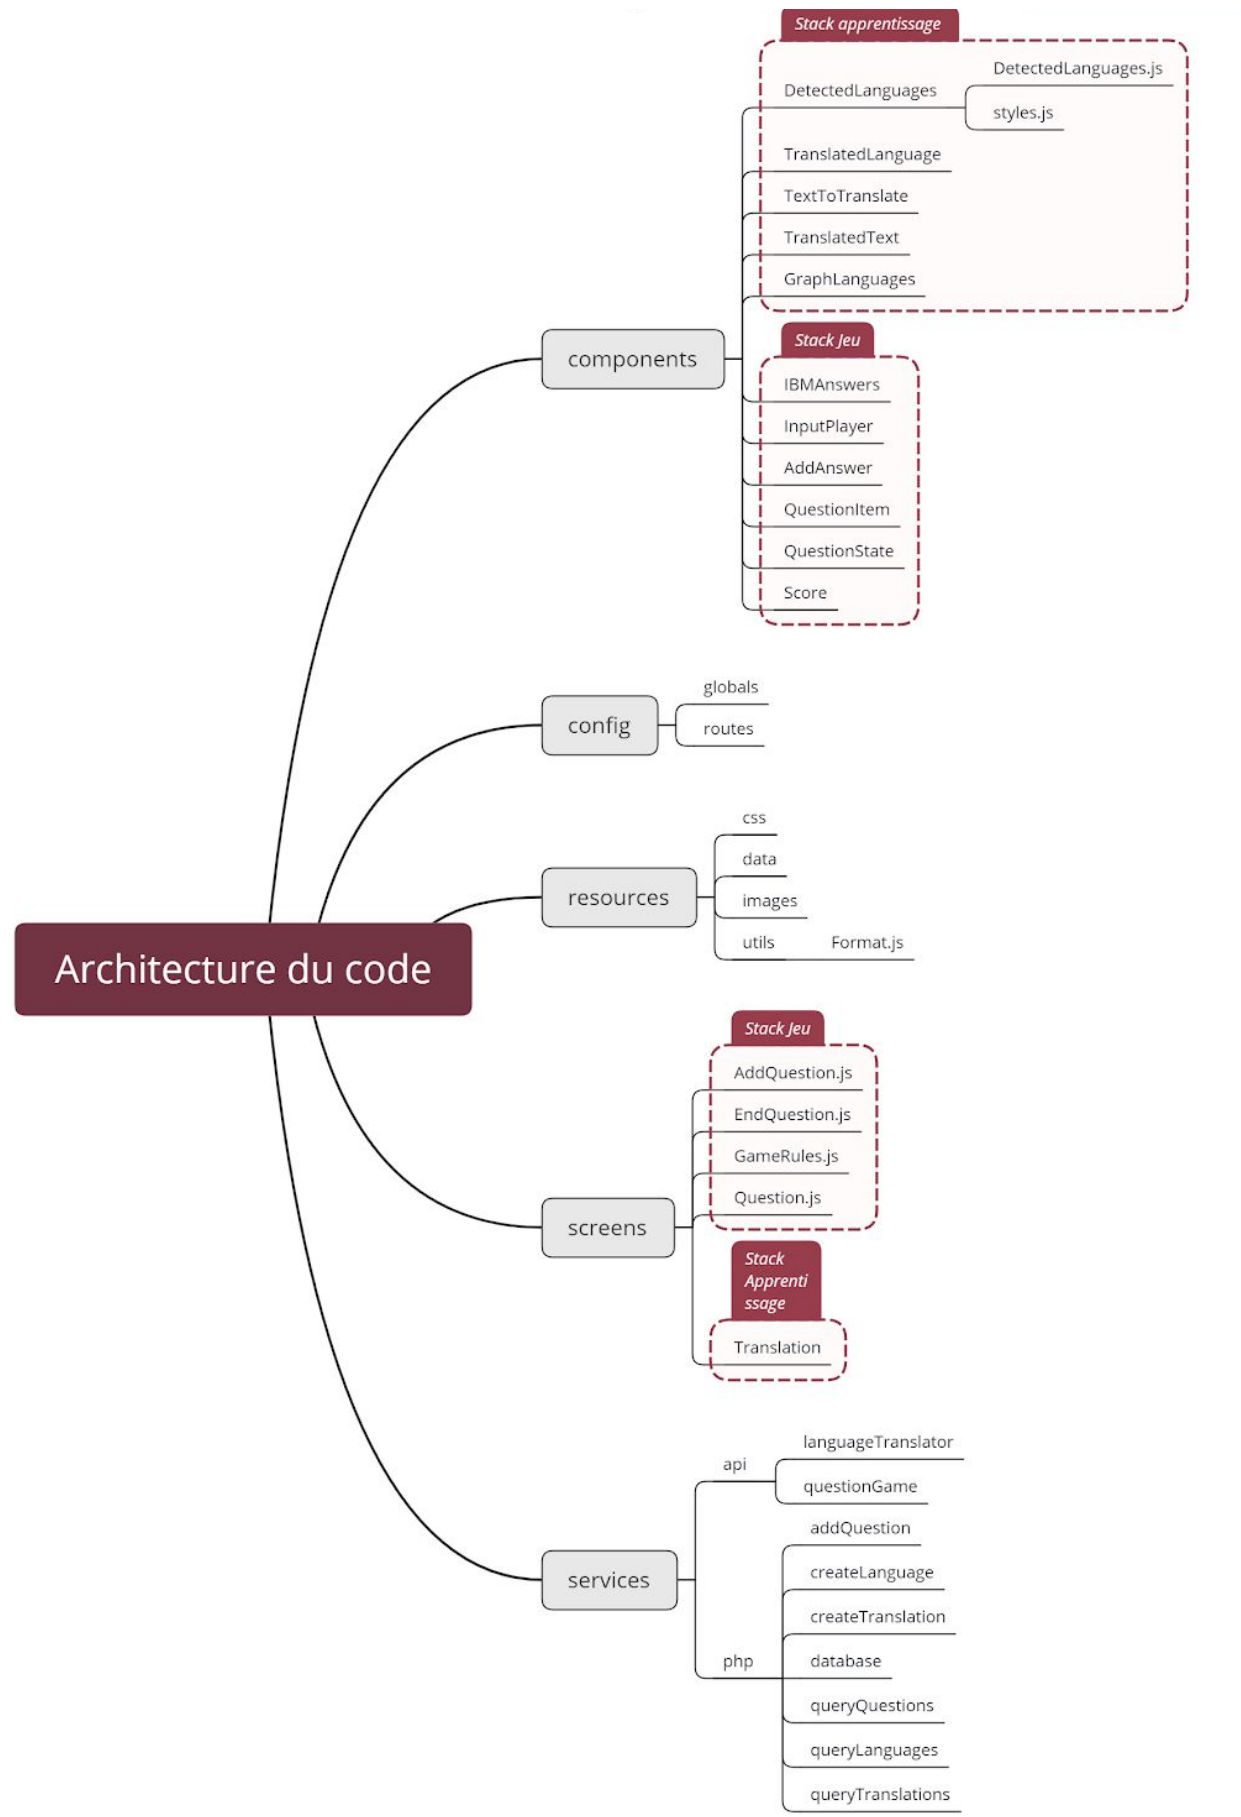 Stack apprentissage
DetectedLanguages
DetectedLanguages.js
styles.js
TranslatedLanguage
TextToTranslate
TranslatedText
GraphLanguages
components
Stack Jeu
IBMAnswers
InputPlayer
AddAnswer
QuestionItem
QuestionState
Score
config
globals
routes
resources
css
data
images
utils
Format.js
Architecture du code
screens
Stack Jeu
AddQuestion.js
EndQuestion.js
GameRules.js
Question.js
Stack
Apprenti
ssage
Translation
services
api
languageTranslator
questionGame
php
addQuestion
createLanguage
createTranslation
database
queryQuestions
queryLanguages
queryTranslations